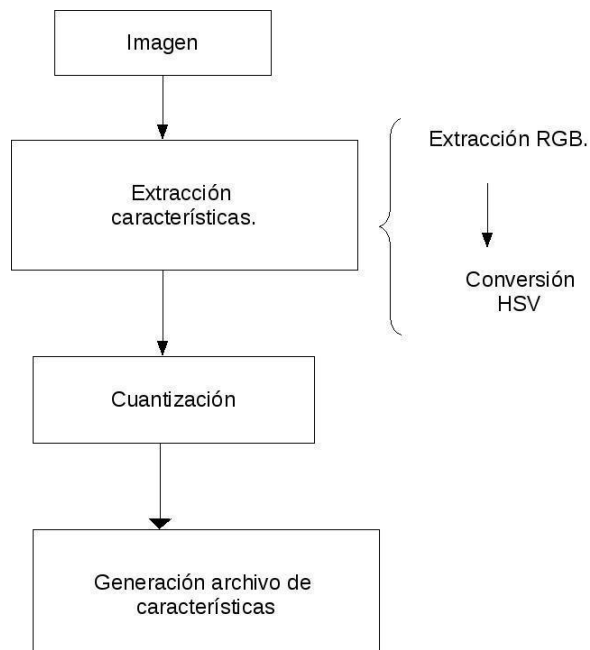 Imagen
Extracción RGB.
Extracción
características.
Conversión
HSV
Cuantización
Generación archivo de
características